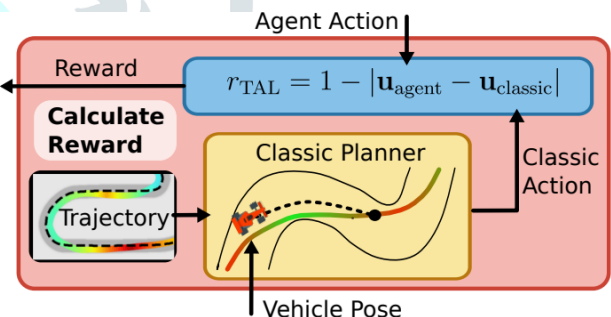 Agent Action
Reward
r_TAL = 1 − |u_agent − u_classic|
Calculate
Reward
Classic Planner
Classic
Action
Trajectory
Vehicle Pose